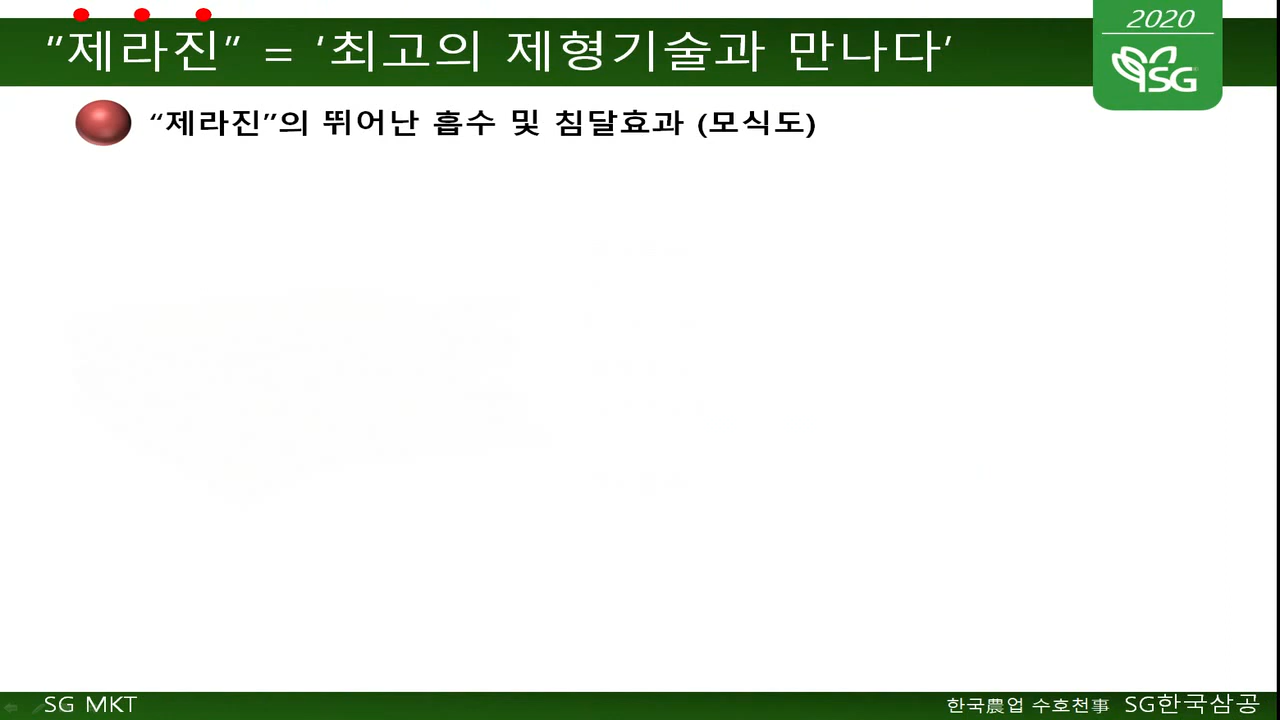 2020
“제라진” = ‘최고의 제형기술과 만나다’
SG
“제라진”의 뛰어난 흡수 및 침달효과 (모식도)
SG MKT
한국農업 수호천事 SG한국삼공